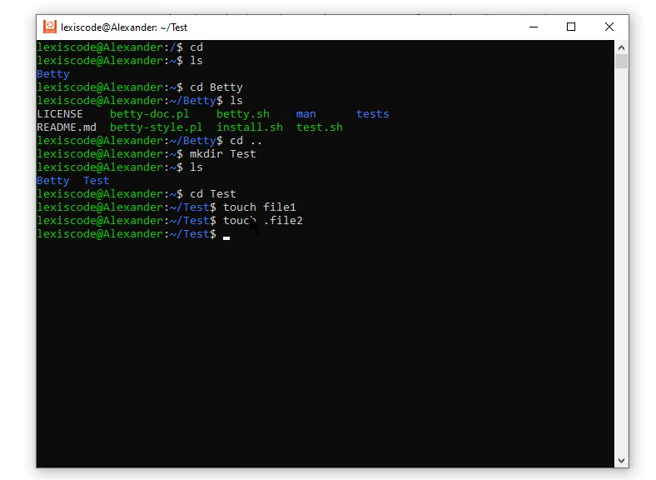 lexiscode@Alexander: ~/Test
lexiscode@Alexander:/$ cd
lexiscode@Alexander:~$ ls
Betty
lexiscode@Alexander:~$ cd Betty
lexiscode@Alexander:~/Betty$ ls
LICENSE betty-doc.pl betty.sh man tests
README.md betty-style.pl install.sh test.sh
lexiscode@Alexander:~/Betty$ cd ..
lexiscode@Alexander:~$ mkdir Test
lexiscode@Alexander:~$ ls
Betty Test
lexiscode@Alexander:~$ cd Test
lexiscode@Alexander:~/Test$ touch file1
lexiscode@Alexander:~/Test$ touch .file2
lexiscode@Alexander:~/Test$